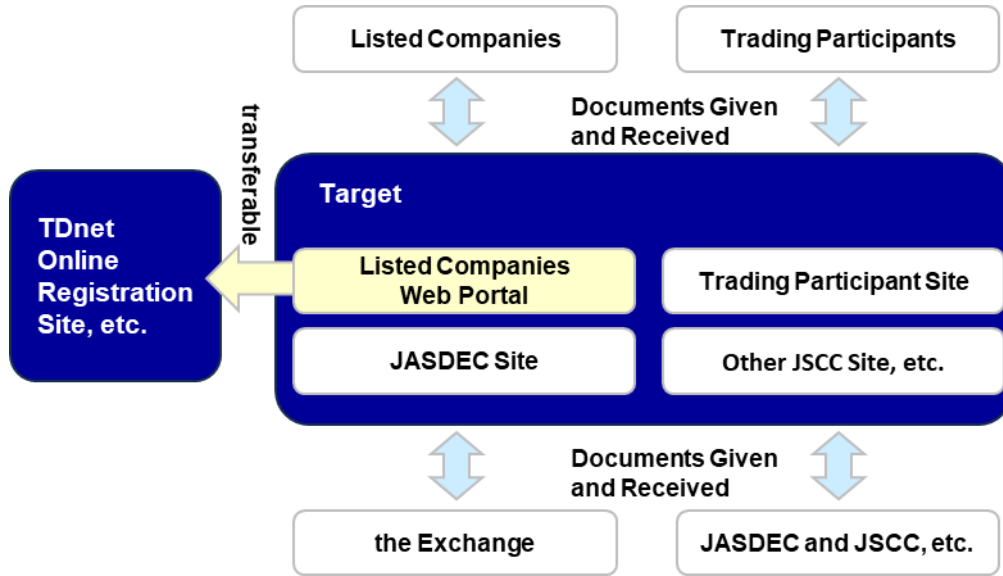 Listed Companies
Trading Participants
transferable
Documents Given
and Received
Target
TDnet
Online
Registration
Site, etc.
Listed Companies
Web Portal
Trading Participant Site
JASDEC Site
Other JSCC Site, etc.
Documents Given
and Received
the Exchange
JASDEC and JSCC, etc.